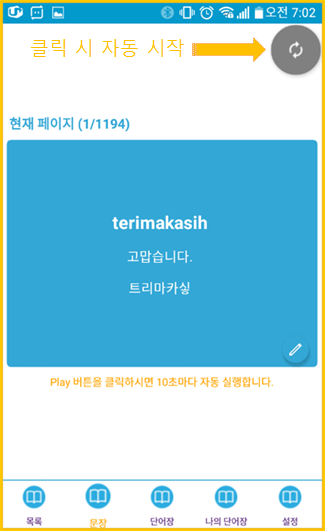 오전 7:02
클릭 시 자동 시작
현재 페이지 (1/1194)
terimakasih
고맙습니다.
트리마카싷
Play 버튼을 클릭하시면 10초마다 자동 실행합니다.
목록
문장
단어장
나의 단어장
설정